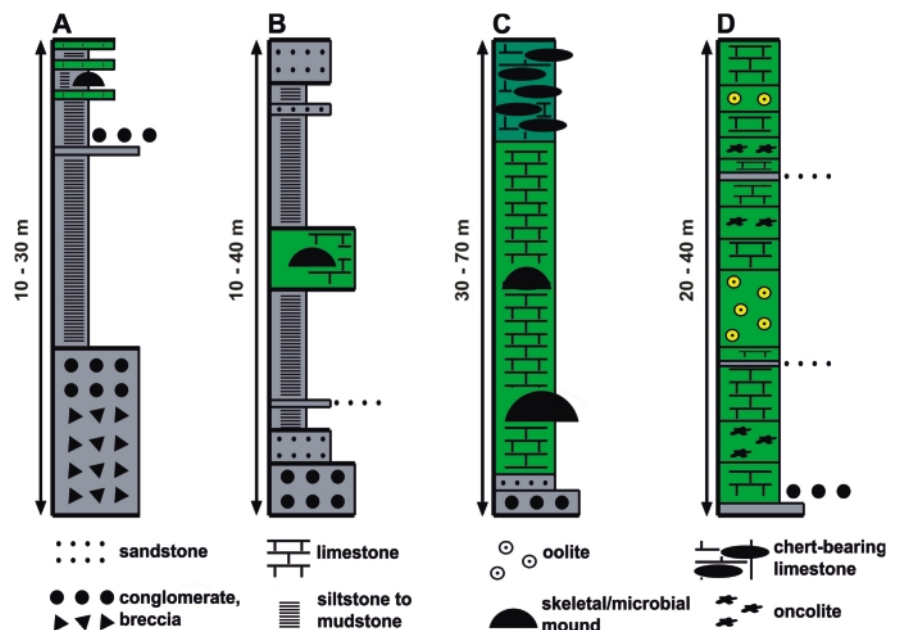 A B C D
10 - 30 m
10 - 40 m
30 - 70 m
20 - 40 m
sandstone
limestone
oolite
chert-bearing
limestone
conglomerate,
breccia
siltstone to
mudstone
skeletal/microbial
mound
oncolite